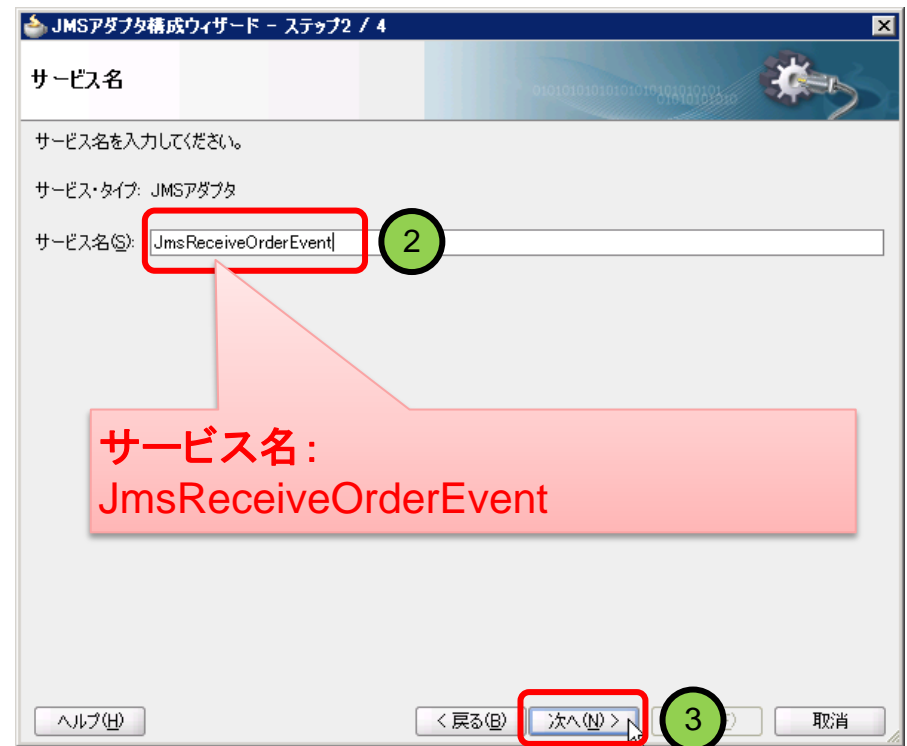 JMSアダプタ構成ウィザード - ステップ2 / 4
サービス名
サービス名を入力してください。
サービス・タイプ: JMSアダプタ
サービス名(S): JmsReceiveOrderEvent
2
サービス名:
JmsReceiveOrderEvent
ヘルプ(H) < 戻る(B) 次へ(N) > 3 取消